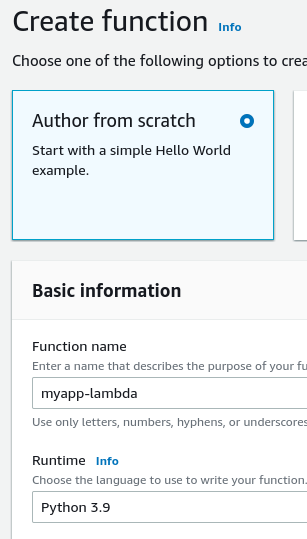 Create function Info
Choose one of the following options to
Author from scratch
Start with a simple Hello World
example.
Basic information
Function name
Enter a name that describes the purpose of your
myapp-lambda
Use only letters, numbers, hyphens, or underscores
Runtime Info
Choose the language to use to write your function.
Python 3.9